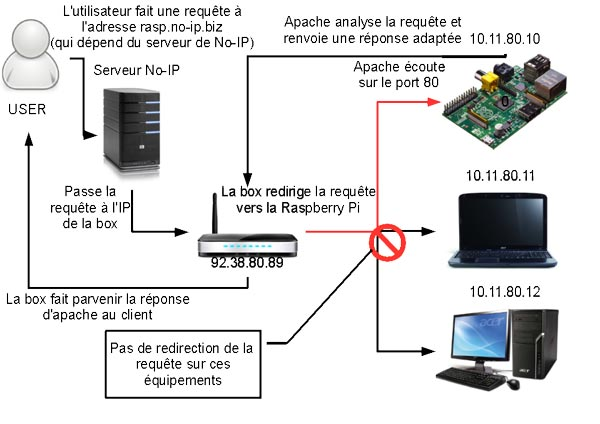 L'utilisateur fait une requête à
l'adresse rasp.no-ip.biz
(qui dépend du serveur de No-IP)
Apache analyse la requête et
renvoie une réponse adaptée
10.11.80.10
Serveur No-IP
Apache écoute
sur le port 80
USER
Passe la
requête à l'IP
de la box
La box redirige la requête
vers la Raspberry Pi
10.11.80.11
92.38.80.89
La box fait parvenir la réponse
d'apache au client
10.11.80.12
Pas de redirection de la
requête sur ces
équipements
acer